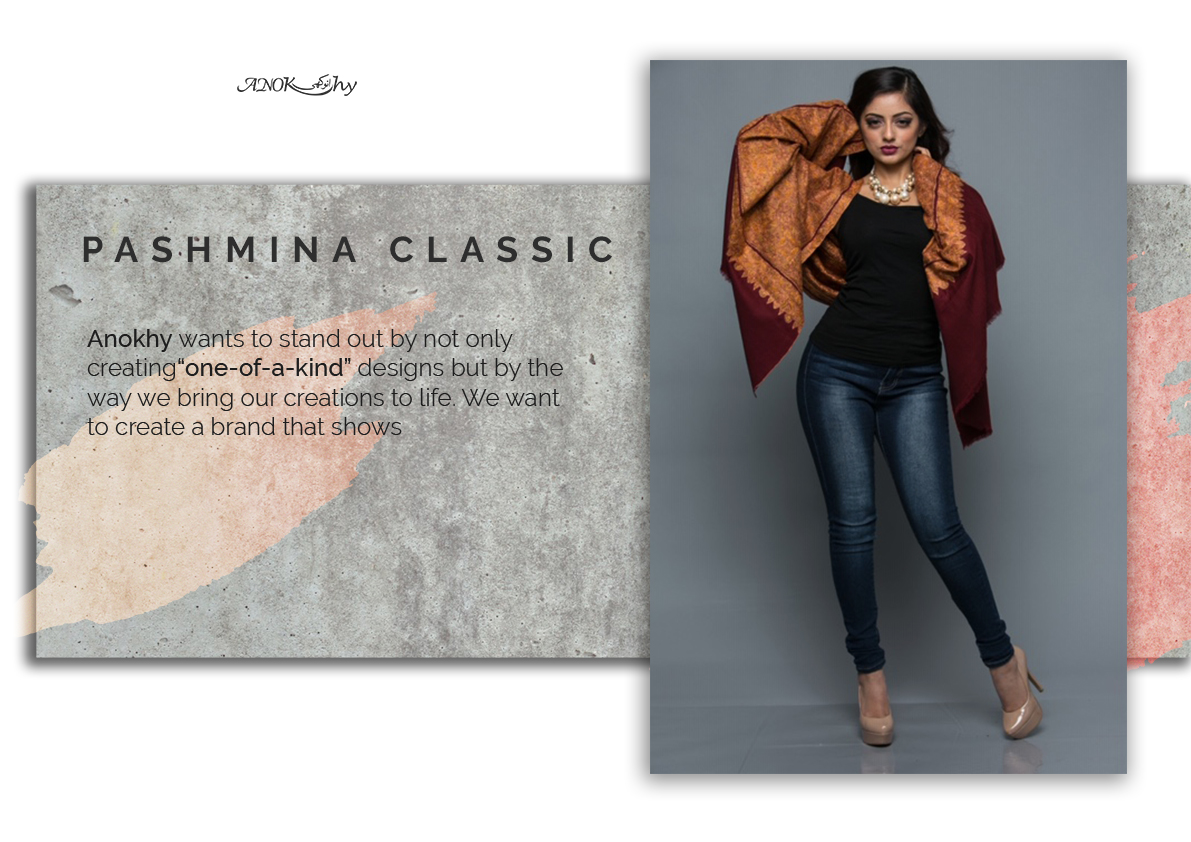 ANOKhy
انوکھی
PASHMINA CLASSIC
Anokhy wants to stand out by not only
creating“one-of-a-kind” designs but by the
way we bring our creations to life. We want
to create a brand that shows